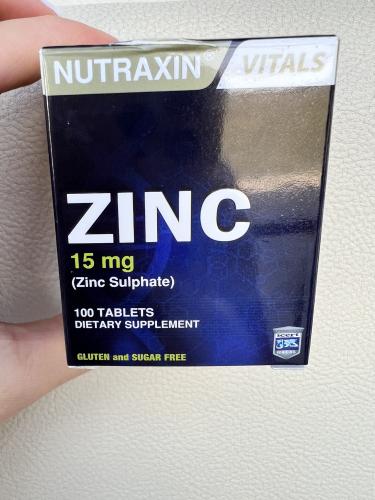 NUTRAXIN® VITALS
ZINC
15 mg
(Zinc Sulphate)
100 TABLETS
DIETARY SUPPLEMENT
GLUTEN and SUGAR FREE